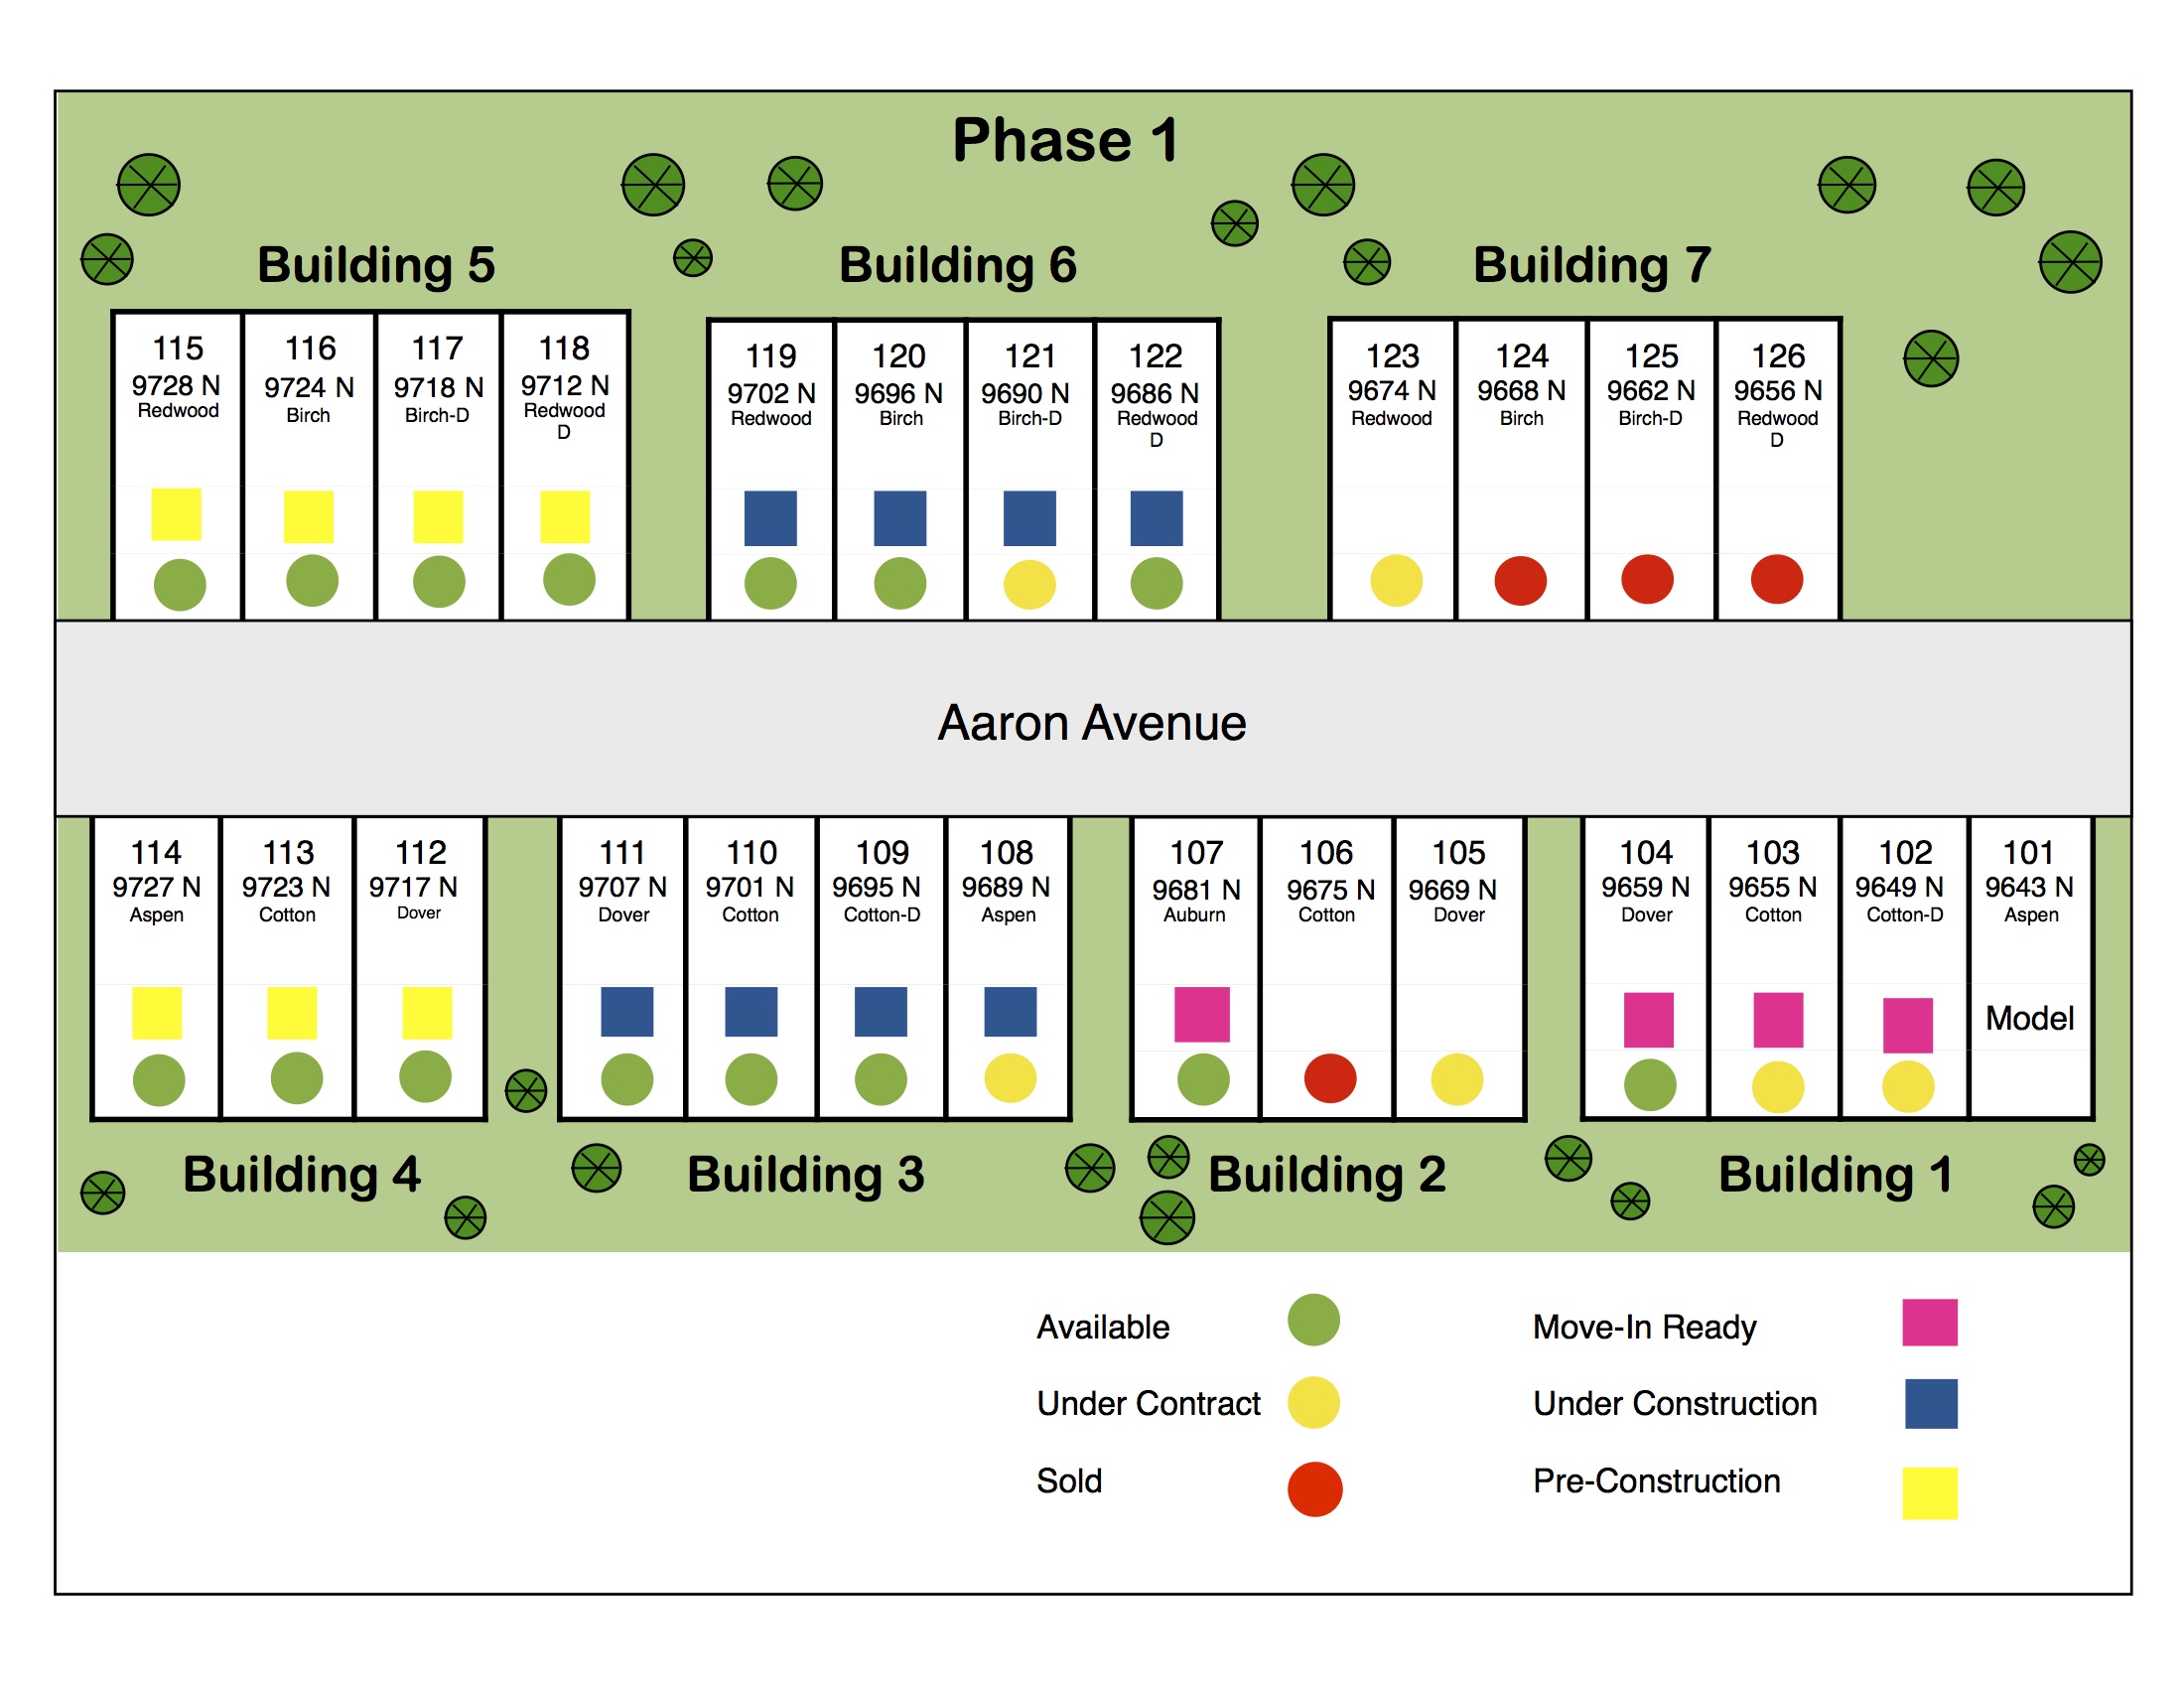 Phase 1
Building 5
Building 6
Building 7
115
9728 N
Redwood
116
9724 N
Birch
117
9718 N
Birch-D
118
9712 N
Redwood
D
119
9702 N
Redwood
120
9696 N
Birch
121
9690 N
Birch-D
122
9686 N
Redwood
D
123
9674 N
Redwood
124
9668 N
Birch
125
9662 N
Birch-D
126
9656 N
Redwood
D
Aaron Avenue
114
9727 N
Aspen
113
9723 N
Cotton
112
9717 N
Dover
111
9707 N
Dover
110
9701 N
Cotton
109
9695 N
Cotton-D
108
9689 N
Aspen
107
9681 N
Auburn
106
9675 N
Cotton
105
9669 N
Dover
104
9659 N
Dover
103
9655 N
Cotton
102
9649 N
Cotton-D
101
9643 N
Aspen
Model
Building 4
Building 3
Building 2
Building 1
Available
Move-In Ready
Under Contract
Under Construction
Sold
Pre-Construction